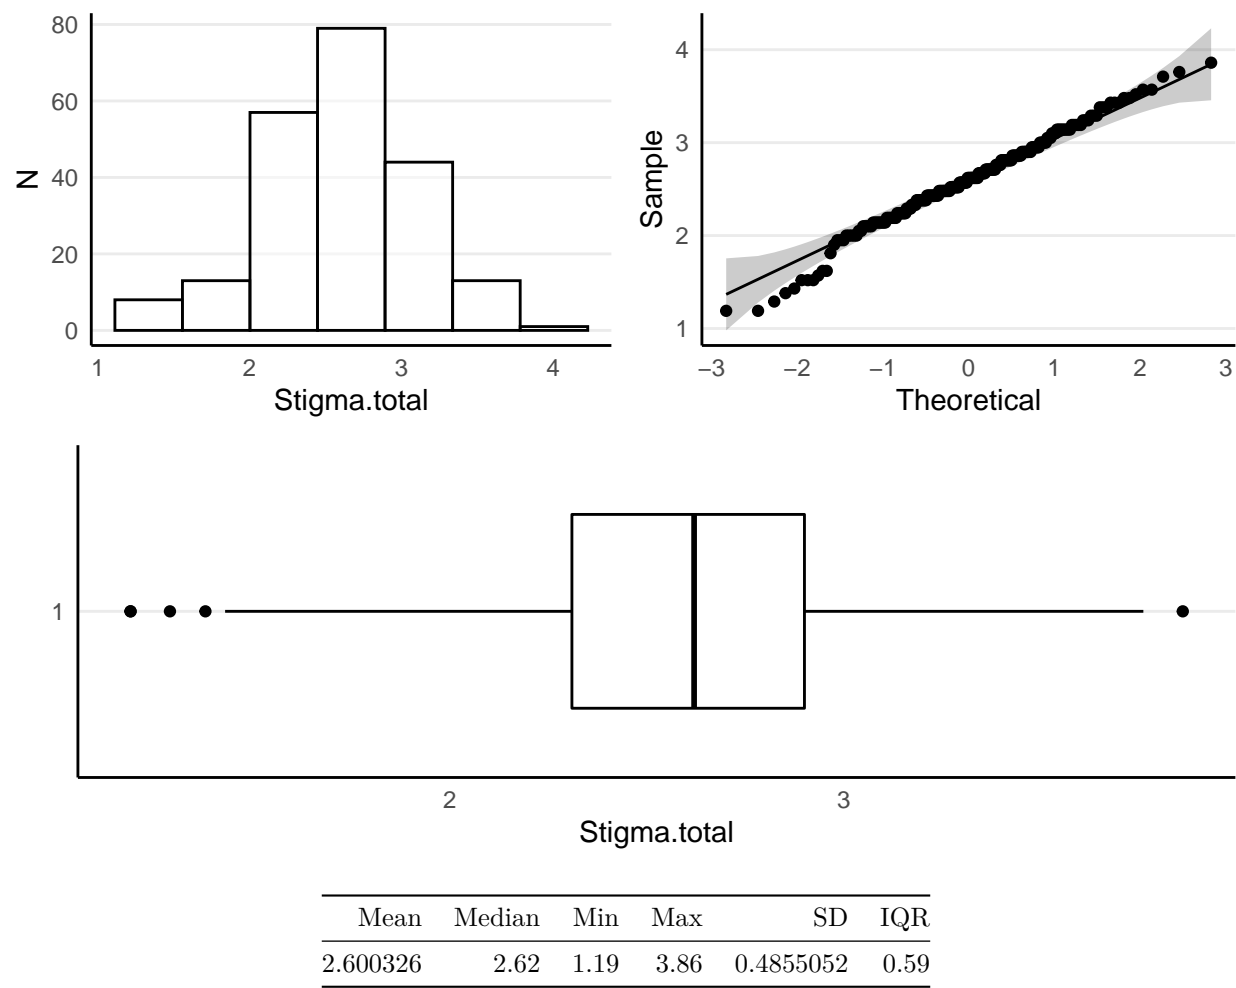 80
60
40
20
0
N
1 2 3 4
Stigma.total
4
3
2
1
Sample
−3 −2 −1 0 1 2 3
Theoretical
1
2 3
Stigma.total
Mean Median Min Max SD IQR
2.600326 2.62 1.19 3.86 0.4855052 0.59